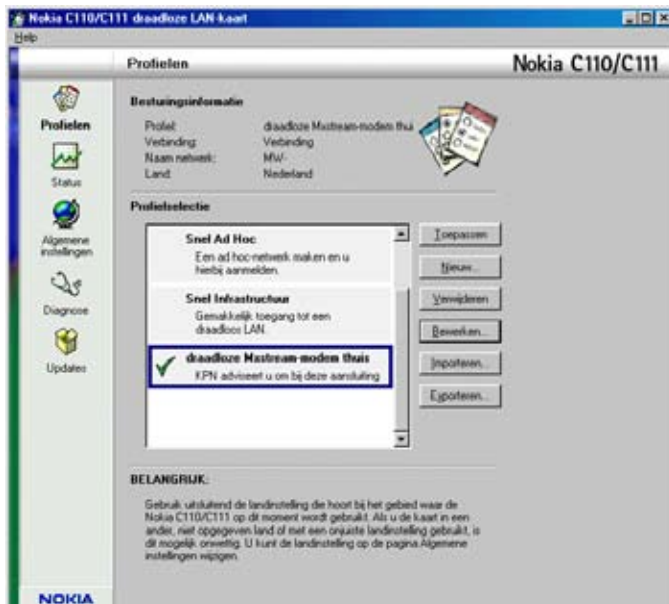 Nokia C110/C111 draadloze LAN-kaart
Help
Profielen
Nokia C110/C111
Profielen
Status
Algemene
instellingen
Diagnose
Updates
NOKIA
Besturingsinformatie
Profiel: draadloze Mxstream-modem thui
Verbinding: Verbinding
Naam netwerk: MW-
Land: Nederland
Profielselectie
Snel Ad Hoc
Een ad hoc-netwerk maken en u
hierbij aanmelden.
Snel Infrastructuur
Gemakkelijk toegang tot een
draadloos LAN.
draadloze Mxstream-modem thuis
KPN adviseert u om bij deze aansluiting
Toepassen
Nieuw...
Verwijderen
Bewerken...
Importeren...
Exporteren...
BELANGRIJK:
Gebruik uitsluitend de landinstelling die hoort bij het gebied waar de
Nokia C110/C111 op dit moment wordt gebruikt. Als u de kaart in een
ander, niet opgegeven land of met een onjuiste landinstelling gebruikt, is
dit mogelijk onwettig. U kunt de landinstelling op de pagina Algemene
instellingen wijzigen.